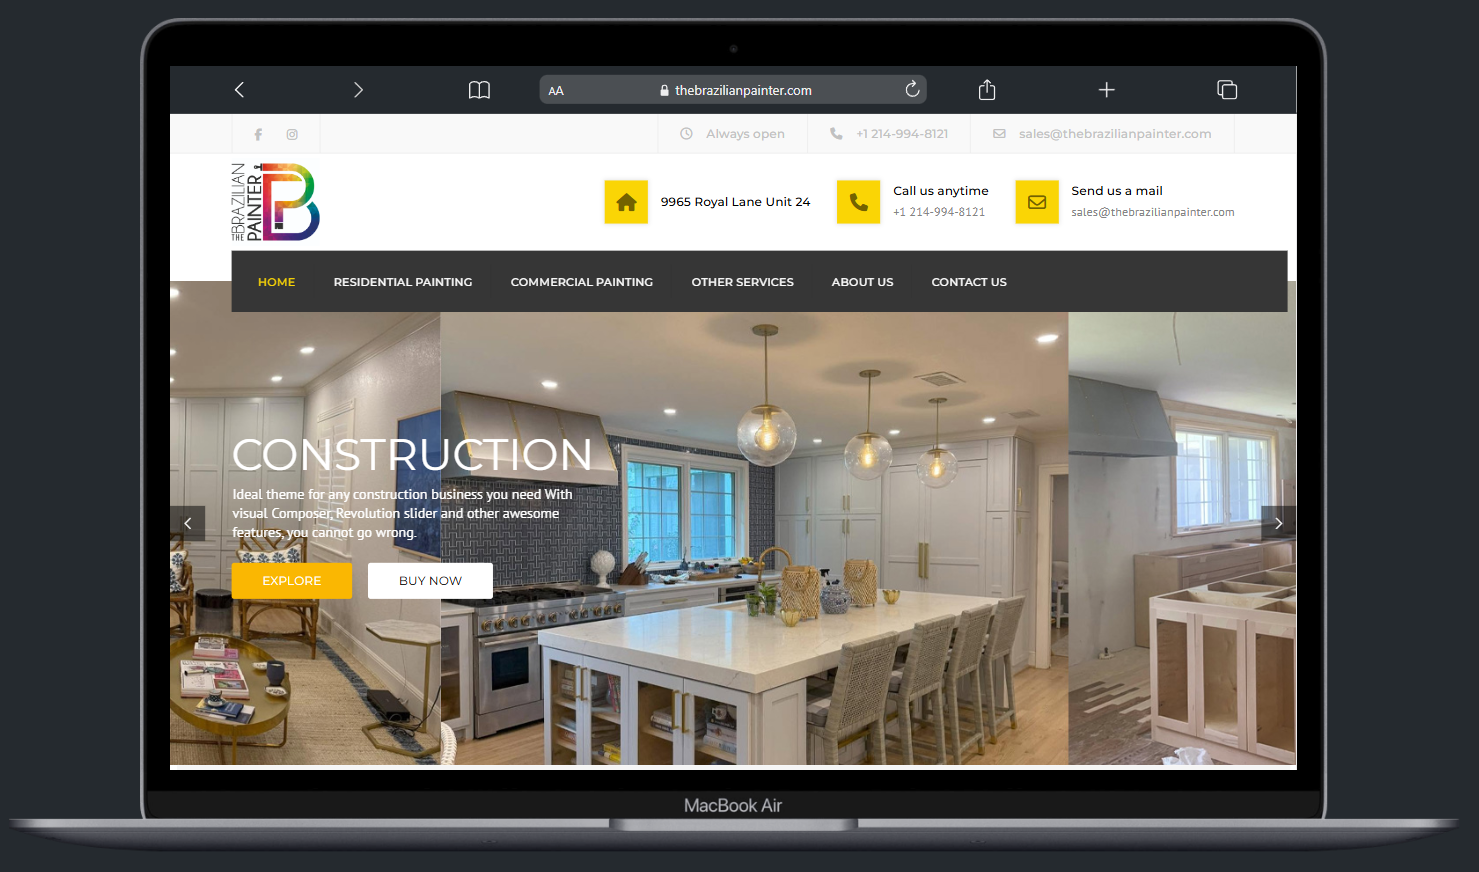 AA
thebrazilianpainter.com
Always open
+1 214-994-8121
sales@thebrazilianpainter.com
THE BRAZILIAN
PAINTER
B
9965 Royal Lane Unit 24
Call us anytime
+1 214-994-8121
Send us a mail
sales@thebrazilianpainter.com
HOME
RESIDENTIAL PAINTING
COMMERCIAL PAINTING
OTHER SERVICES
ABOUT US
CONTACT US
CONSTRUCTION
Ideal theme for any construction business you need With
visual Composer, Revolution slider and other awesome
features, you cannot go wrong.
EXPLORE
BUY NOW
MacBook Air